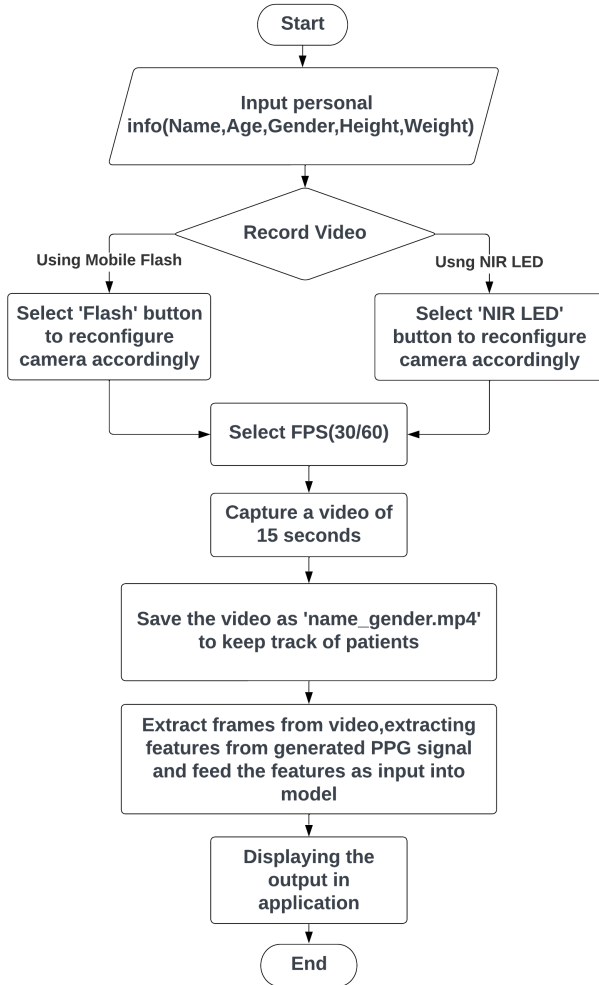 Start
Input personal
info(Name,Age,Gender,Height,Weight)
Record Video
Using Mobile Flash
Usng NIR LED
Select 'Flash' button
to reconfigure
camera accordingly
Select 'NIR LED'
button to reconfigure
camera accordingly
Select FPS(30/60)
Capture a video of
15 seconds
Save the video as 'name_gender.mp4'
to keep track of patients
Extract frames from video,extracting
features from generated PPG signal
and feed the features as input into
model
Displaying the
output in
application
End